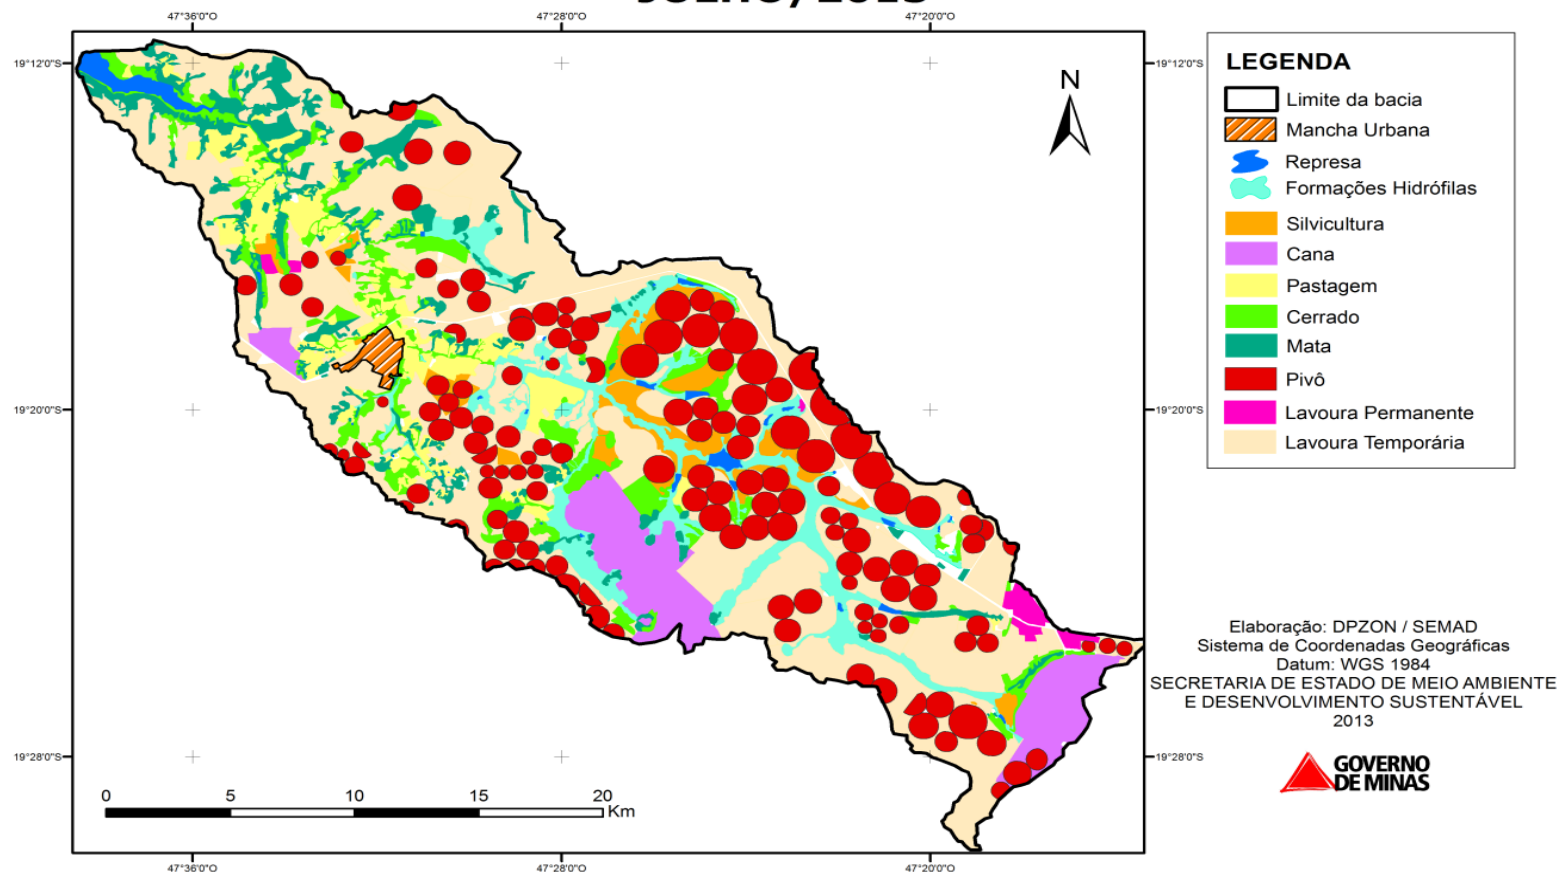 JULHO/2013
47°36'0"O
47°28'0"O
47°20'0"O
19°12'0"S
19°12'0"S
N
LEGENDA
Limite da bacia
Mancha Urbana
Represa
Formações Hidrófilas
Silvicultura
Cana
Pastagem
Cerrado
Mata
Pivô
Lavoura Permanente
Lavoura Temporária
19°20'0"S
19°20'0"S
Elaboração: DPZON / SEMAD
Sistema de Coordenadas Geográficas
Datum: WGS 1984
SECRETARIA DE ESTADO DE MEIO AMBIENTE
E DESENVOLVIMENTO SUSTENTÁVEL
2013
19°28'0"S
19°28'0"S
GOVERNO
DE MINAS
0 5 10 15 20
Km
47°36'0"O
47°28'0"O
47°20'0"O